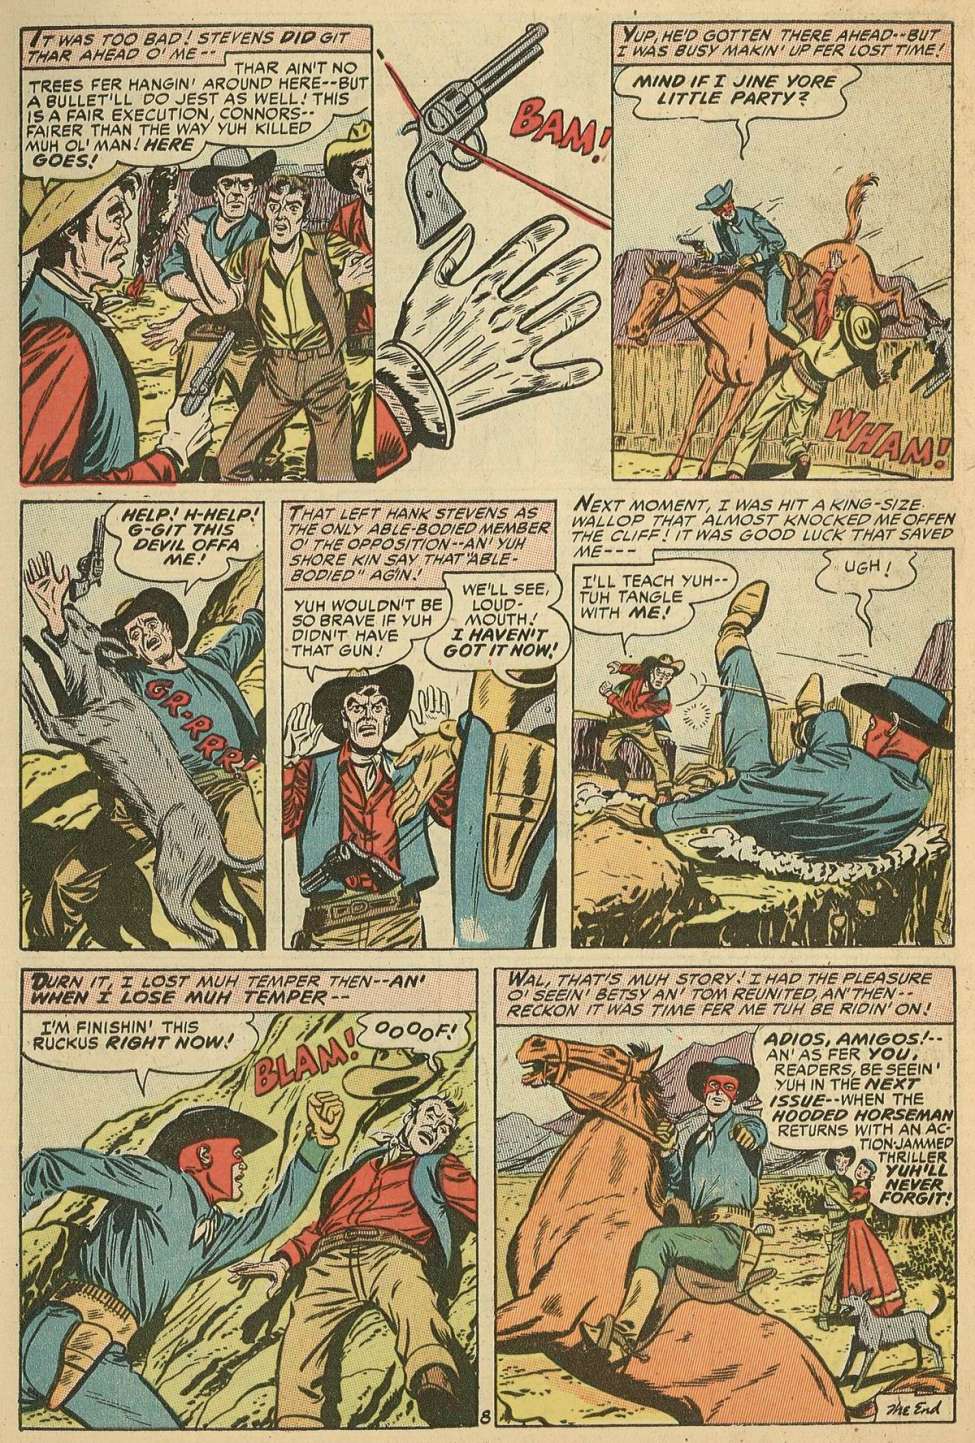 IT WAS TOO BAD! STEVENS DID GIT
THAR AHEAD O' ME--
THAR AIN'T NO
TREES FER HANGIN' AROUND HERE--BUT
A BULLET'LL DO JEST AS WELL! THIS
IS A FAIR EXECUTION, CONNORS--
FAIRER THAN THE WAY YUH KILLED
MUH OL' MAN! HERE
GOES!
BAM!
YUP, HE'D GOTTEN THERE AHEAD--BUT
I WAS BUSY MAKIN' UP FER LOST TIME!
MIND IF I JINE YORE
LITTLE PARTY?
WHAM!
HELP! H-HELP!
G-GIT THIS
DEVIL OFFA
ME!
GR-RRRR!
THAT LEFT HANK STEVENS AS
THE ONLY ABLE-BODIED MEMBER
O' THE OPPOSITION--AN' YUH
SHORE KIN SAY THAT "ABLE-
BODIED" AGIN!
YUH WOULDN'T BE
SO BRAVE IF YUH
DIDN'T HAVE
THAT GUN!
WE'LL SEE,
LOUD-
MOUTH!
I HAVEN'T
GOT IT NOW!
NEXT MOMENT, I WAS HIT A KING-SIZE
WALLOP THAT ALMOST KNOCKED ME OFFEN
THE CLIFF! IT WAS GOOD LUCK THAT SAVED
ME---
I'LL TEACH YUH--
TUH TANGLE
WITH ME!
UGH!
DURN IT, I LOST MUH TEMPER THEN--AN'
WHEN I LOSE MUH TEMPER--
I'M FINISHIN' THIS
RUCKUS RIGHT NOW!
BLAM!
OOOOF!
8
WAL, THAT'S MUH STORY! I HAD THE PLEASURE
O' SEEIN' BETSY AN' TOM REUNITED, AN' THEN--
RECKON IT WAS TIME FER ME TUH BE RIDIN' ON!
ADIOS, AMIGOS!--
AN' AS FER YOU,
READERS, BE SEEIN'
YUH IN THE NEXT
ISSUE--WHEN THE
HOODED HORSEMAN
RETURNS WITH AN AC-
TION-JAMMED
THRILLER
YUH'LL
NEVER
FORGIT!
THE End